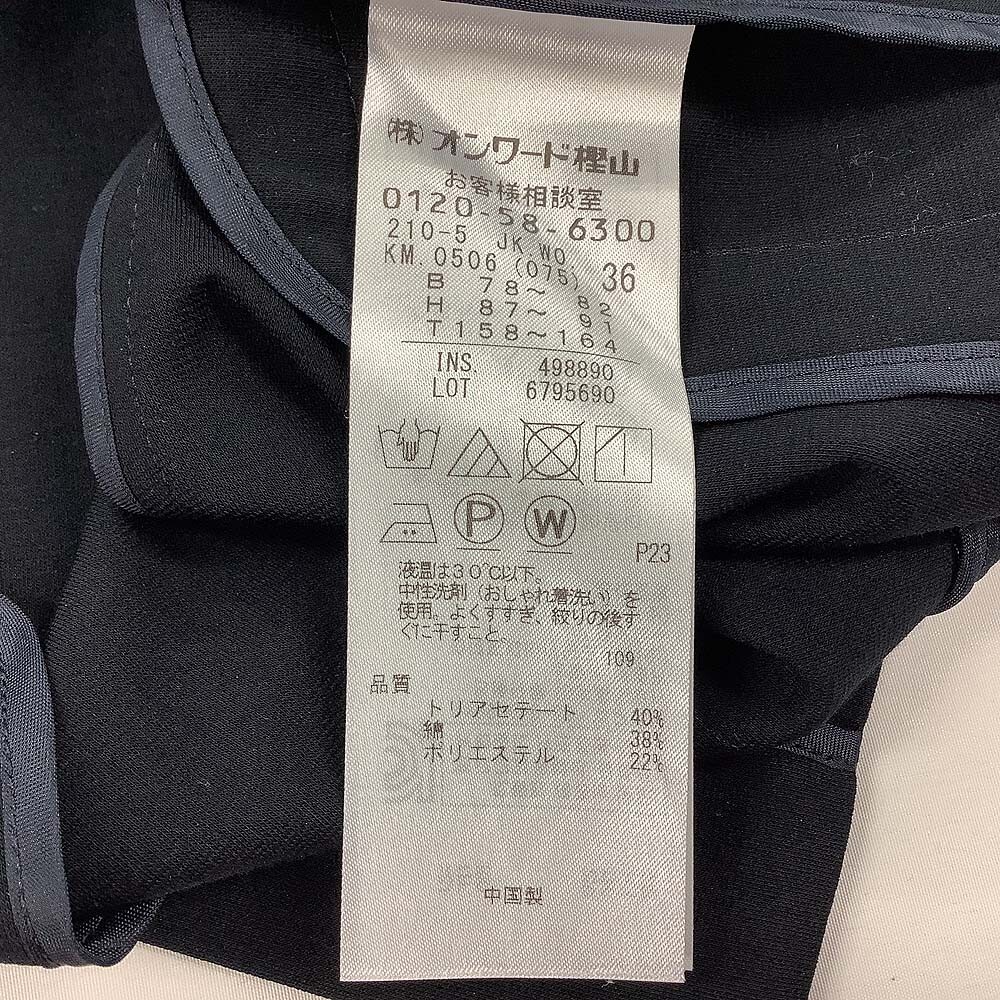 (株)オンワード樫山
お客様相談室
0120-58-6300
210-5 JK.WO
KM.0506(075) 36
B 78～82
H 87～91
T158～164
INS. 498890
LOT 6795690
P W
P23
液温は30℃以下。
中性洗剤(おしゃれ着洗い)を
使用。よくすすぎ、絞りの後す
ぐに干すこと。
109
品質
トリアセテート 40%
綿 38%
ポリエステル 22%
中国製